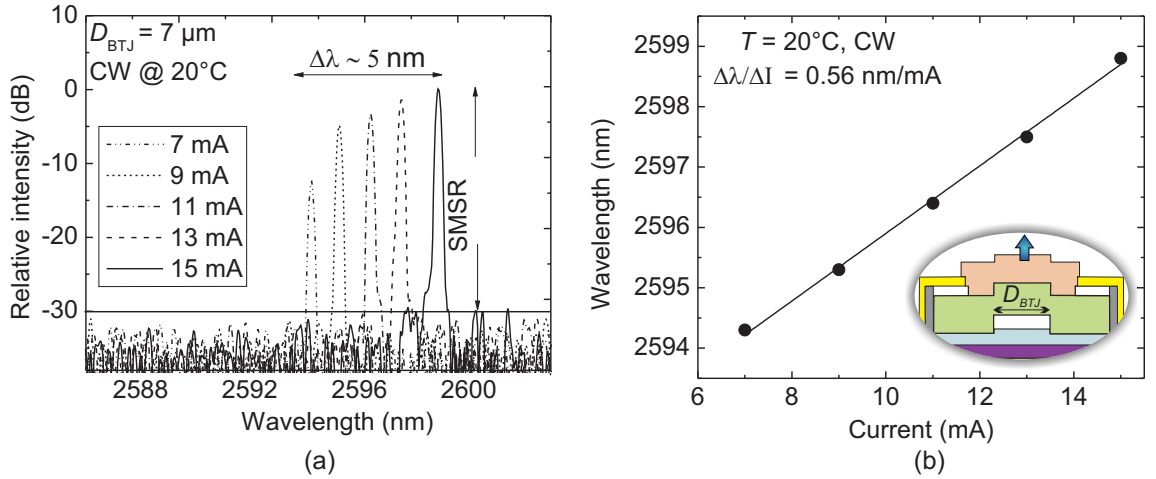 D_BTJ = 7 μm
CW @ 20°C
Δλ ~ 5 nm
7 mA
9 mA
11 mA
13 mA
15 mA
SMSR
0
-10
-20
-30
Relative intensity (dB)
2588 2592 2596 2600
Wavelength (nm)
(a)
T = 20°C, CW
Δλ/ΔI = 0.56 nm/mA
D_BTJ
2599
2598
2597
2596
2595
2594
Wavelength (nm)
6 8 10 12 14
Current (mA)
(b)